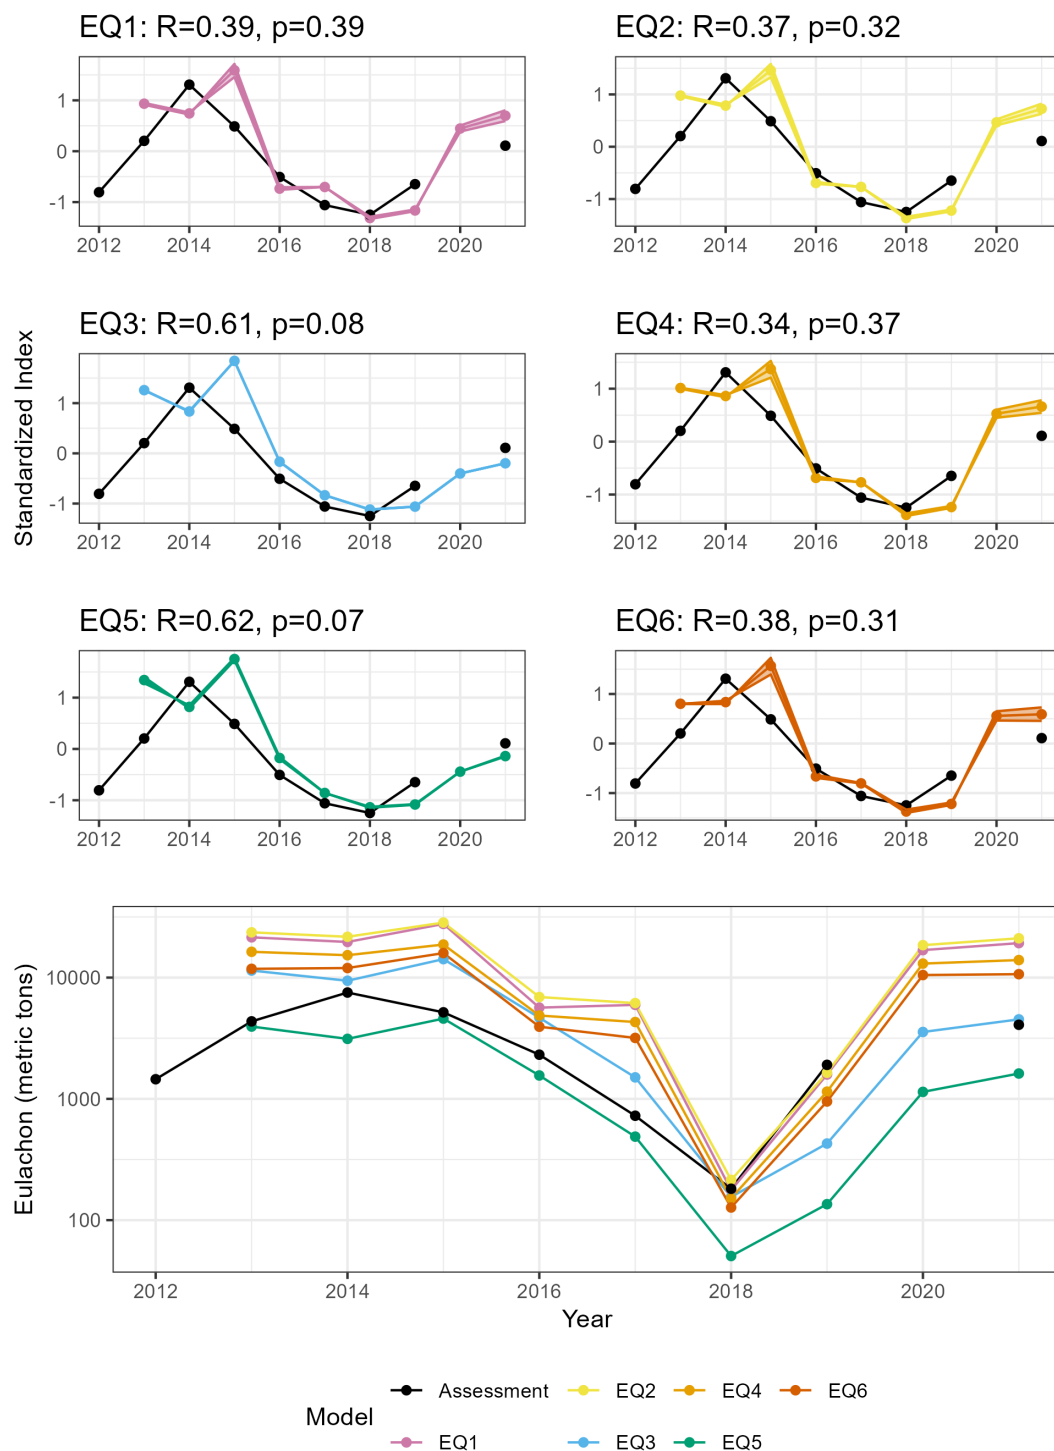 EQ1: R=0.39, p=0.39
EQ2: R=0.37, p=0.32
1
0
-1
2012 2014 2016 2018 2020
1
0
-1
2012 2014 2016 2018 2020
Standardized Index
EQ3: R=0.61, p=0.08
EQ4: R=0.34, p=0.37
1
0
-1
2012 2014 2016 2018 2020
1
0
-1
2012 2014 2016 2018 2020
EQ5: R=0.62, p=0.07
EQ6: R=0.38, p=0.31
1
0
-1
2012 2014 2016 2018 2020
1
0
-1
2012 2014 2016 2018 2020
Eulachon (metric tons)
10000
1000
100
2012 2014 2016 2018 2020
Year
Model
Assessment EQ2 EQ4 EQ6
EQ1 EQ3 EQ5